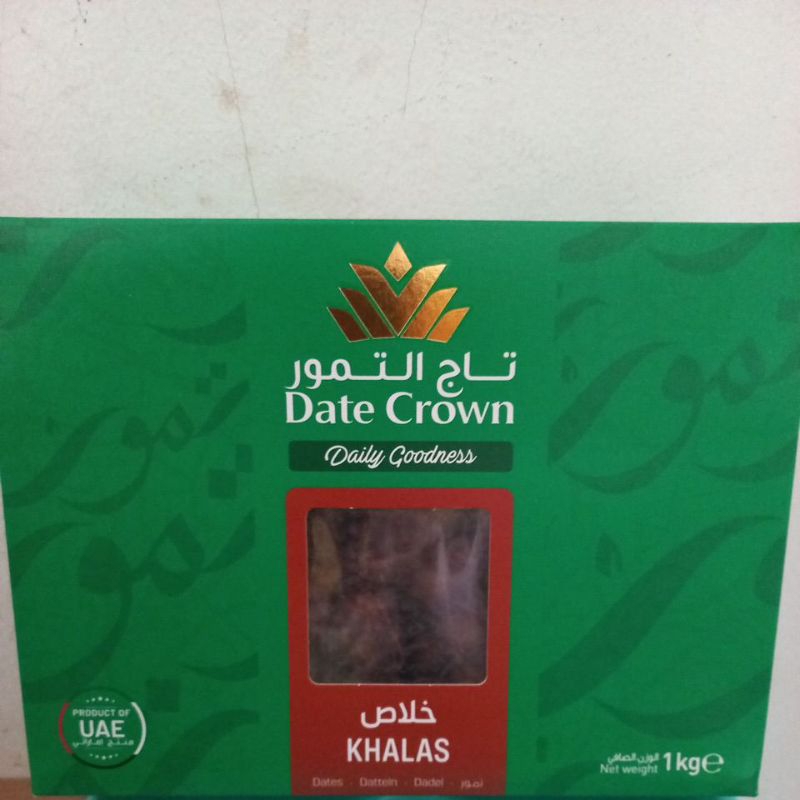 تاج التمور
Date Crown
Daily Goodness
خلاص
KHALAS
Dates . Datteln . Dadel . تمور
PRODUCT OF
UAE
منتج اماراتي
الوزن الصافي
Net weight 1kg℮